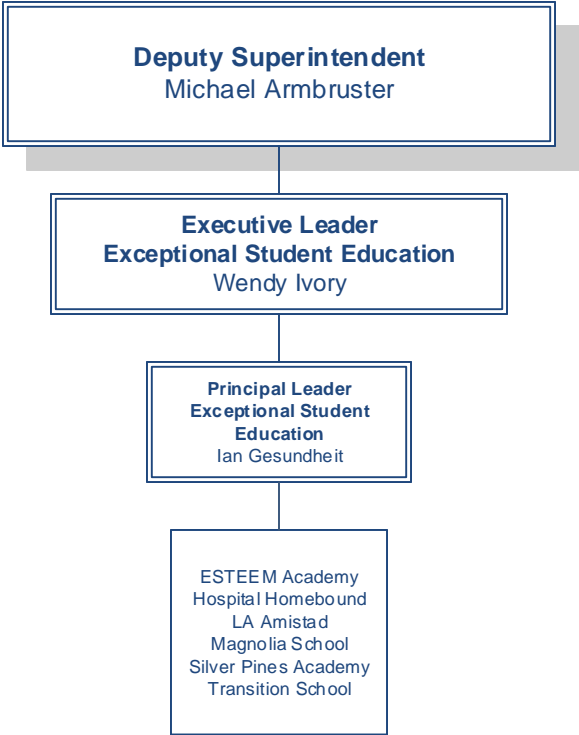 Deputy Superintendent
Michael Armbruster
Executive Leader
Exceptional Student Education
Wendy Ivory
Principal Leader
Exceptional Student
Education
Ian Gesundheit
ESTEEM Academy
Hospital Homebound
LA Amistad
Magnolia School
Silver Pines Academy
Transition School